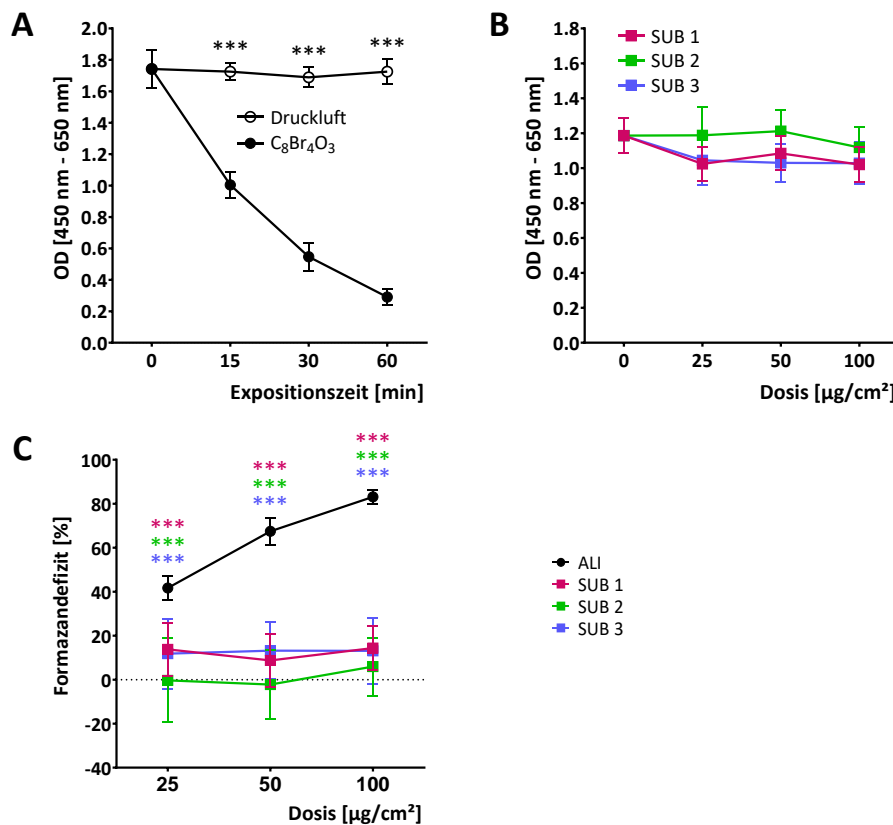 A
OD [450 nm - 650 nm]
2.0
1.8
1.6
1.4
1.2
1.0
0.8
0.6
0.4
0.2
0.0
*** *** ***
Druckluft
C₈Br₄O₃
0 15 30 60
Expositionszeit [min]
B
OD [450 nm - 650 nm]
1.8
1.6
1.4
1.2
1.0
0.8
0.6
0.4
0.2
0.0
SUB 1
SUB 2
SUB 3
0 25 50 100
Dosis [µg/cm²]
C
Formazandefizit [%]
100
80
60
40
20
0
-20
-40
*** *** ***
*** *** ***
*** *** ***
25 50 100
Dosis [µg/cm²]
ALI
SUB 1
SUB 2
SUB 3